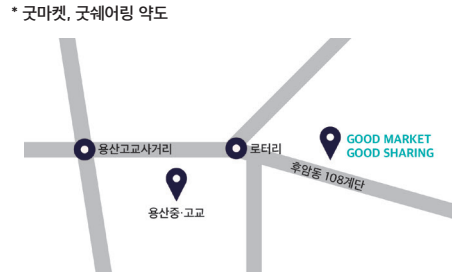 * 굿마켓, 굿쉐어링 약도
용산고교사거리
로터리
GOOD MARKET
GOOD SHARING
후암동 108계단
용산중·고교